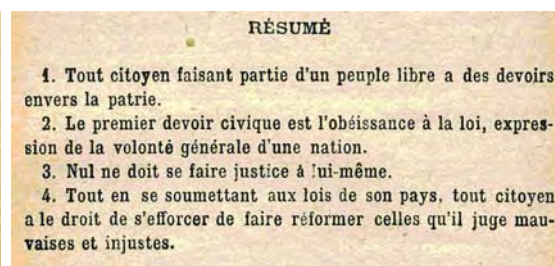 RÉSUMÉ
1. Tout citoyen faisant partie d'un peuple libre a des devoirs
envers la patrie.
2. Le premier devoir civique est l'obéissance à la loi, expres-
sion de la volonté générale d'une nation.
3. Nul ne doit se faire justice à lui-même.
4. Tout en se soumettant aux lois de son pays, tout citoyen
a le droit de s'efforcer de faire réformer celles qu'il juge mau-
vaises et injustes.